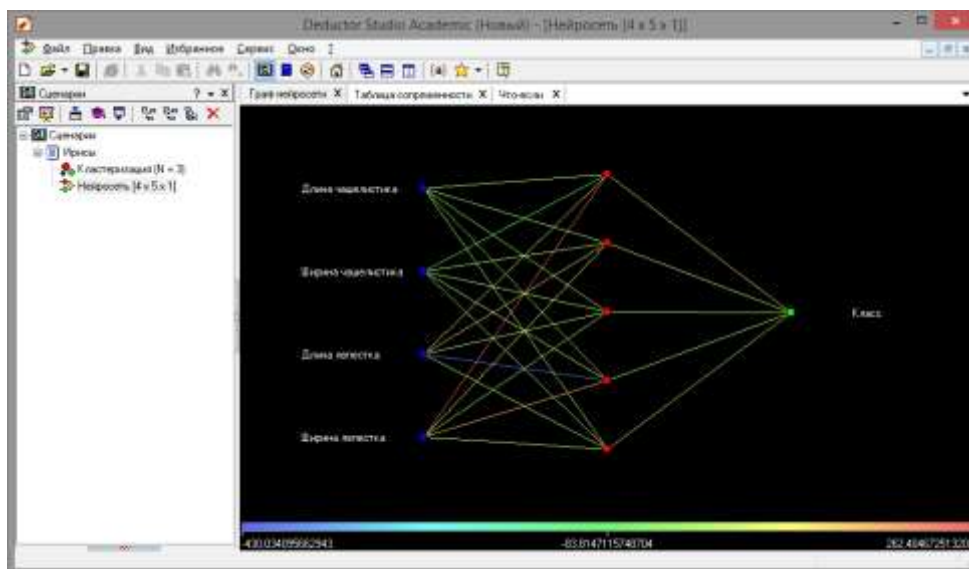 Deductor Studio Academic (Новый) - [Нейросеть [4 x 5 x 1]]
Файл Правка Вид Избранное Сервис Окно ?
Сценарии
Граф нейросети X Таблица сопряженности X Что-если X
Сценарии
Ирисы
Кластеризация (N = 3)
Нейросеть [4 x 5 x 1]
Длина чашелистика
Ширина чашелистика
Длина лепестка
Ширина лепестка
Класс
-430.034095662943
-83.8147115748704